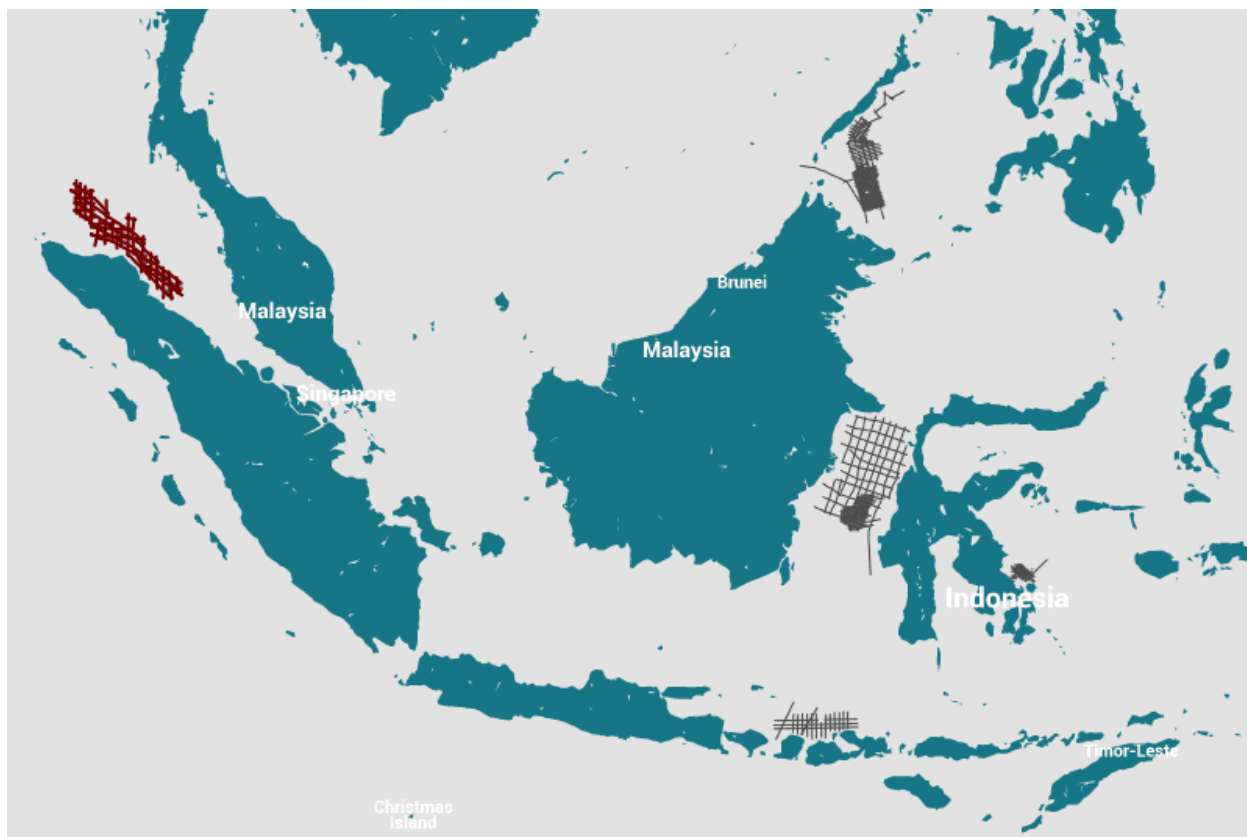 Brunei
Malaysia
Malaysia
Singapore
Indonesia
Timor-Leste
Christmas
Island